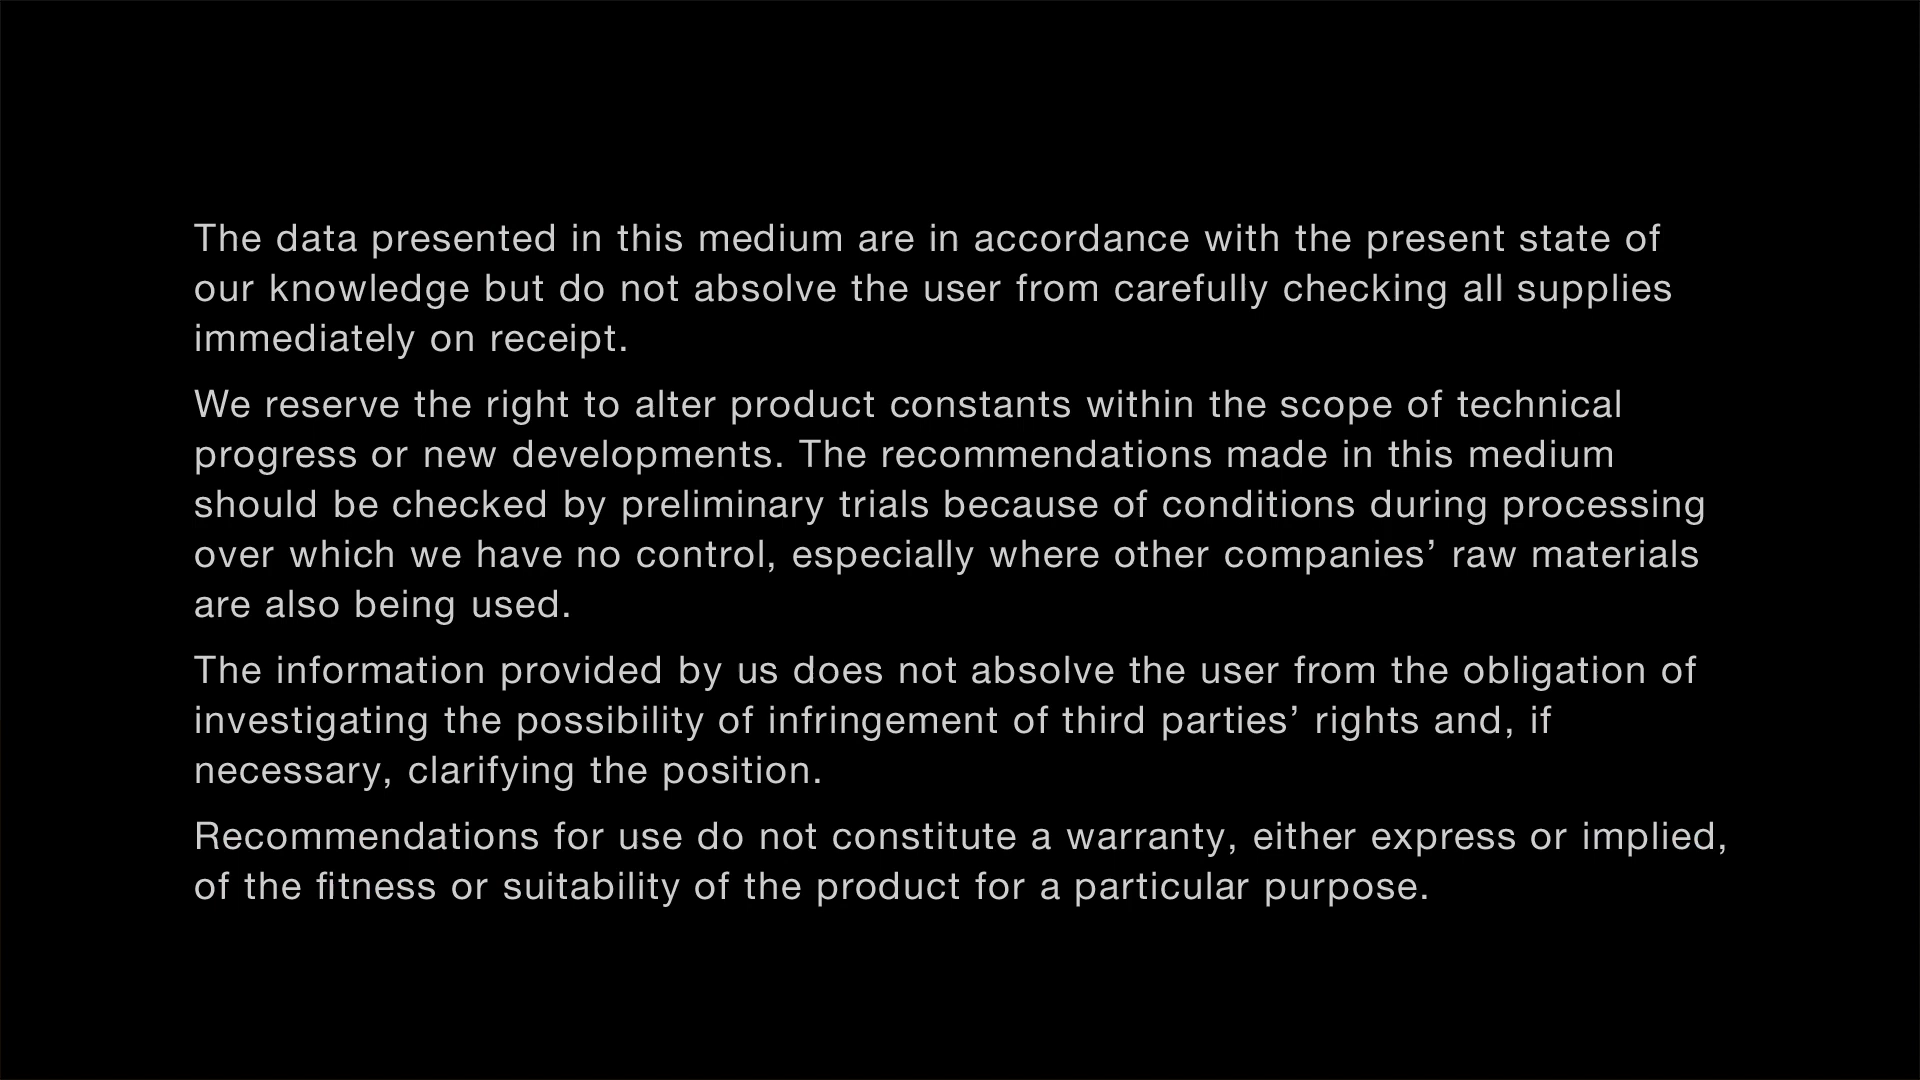 The data presented in this medium are in accordance with the present state of
our knowledge but do not absolve the user from carefully checking all supplies
immediately on receipt.
We reserve the right to alter product constants within the scope of technical
progress or new developments. The recommendations made in this medium
should be checked by preliminary trials because of conditions during processing
over which we have no control, especially where other companies’ raw materials
are also being used.
The information provided by us does not absolve the user from the obligation of
investigating the possibility of infringement of third parties’ rights and, if
necessary, clarifying the position.
Recommendations for use do not constitute a warranty, either express or implied,
of the fitness or suitability of the product for a particular purpose.